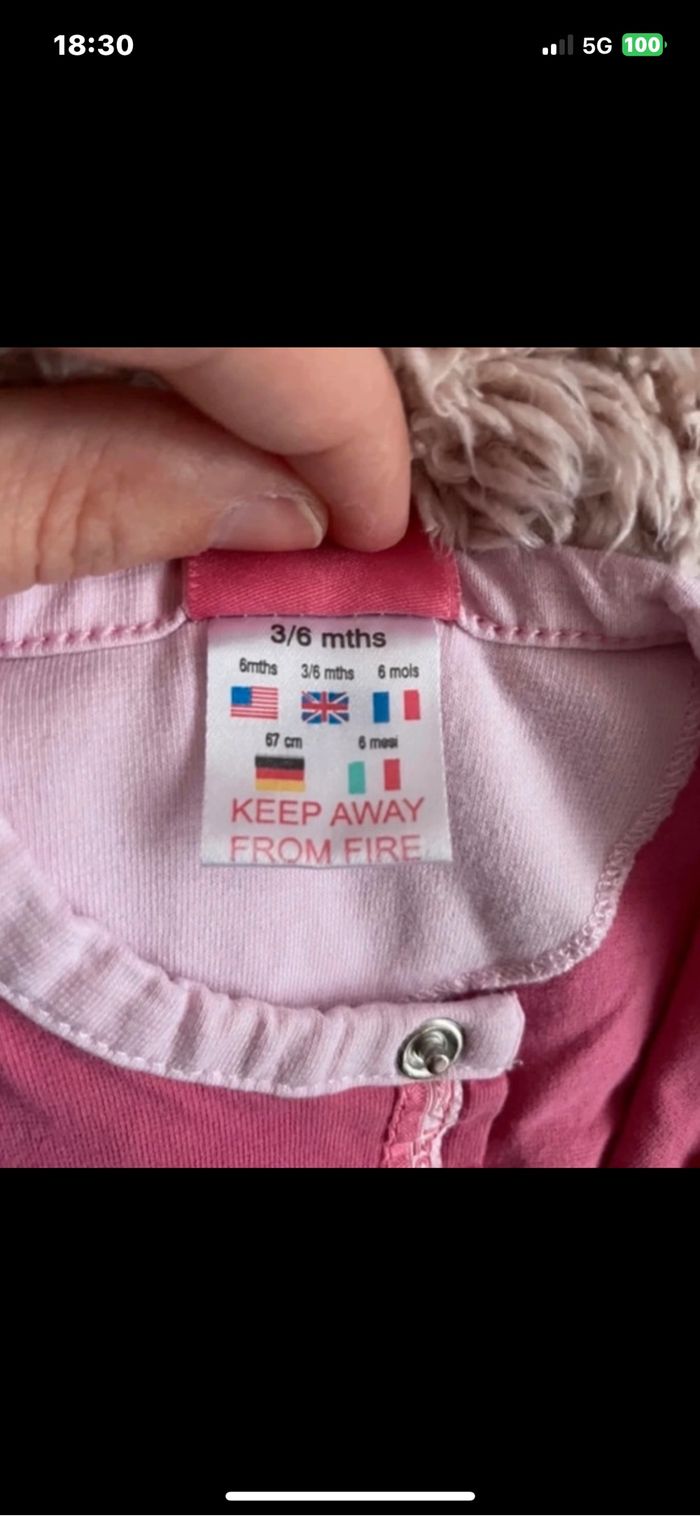 18:30 5G 100
3/6 mths
6mths 3/6 mths 6 mois
67 cm 6 mesi
KEEP AWAY
FROM FIRE